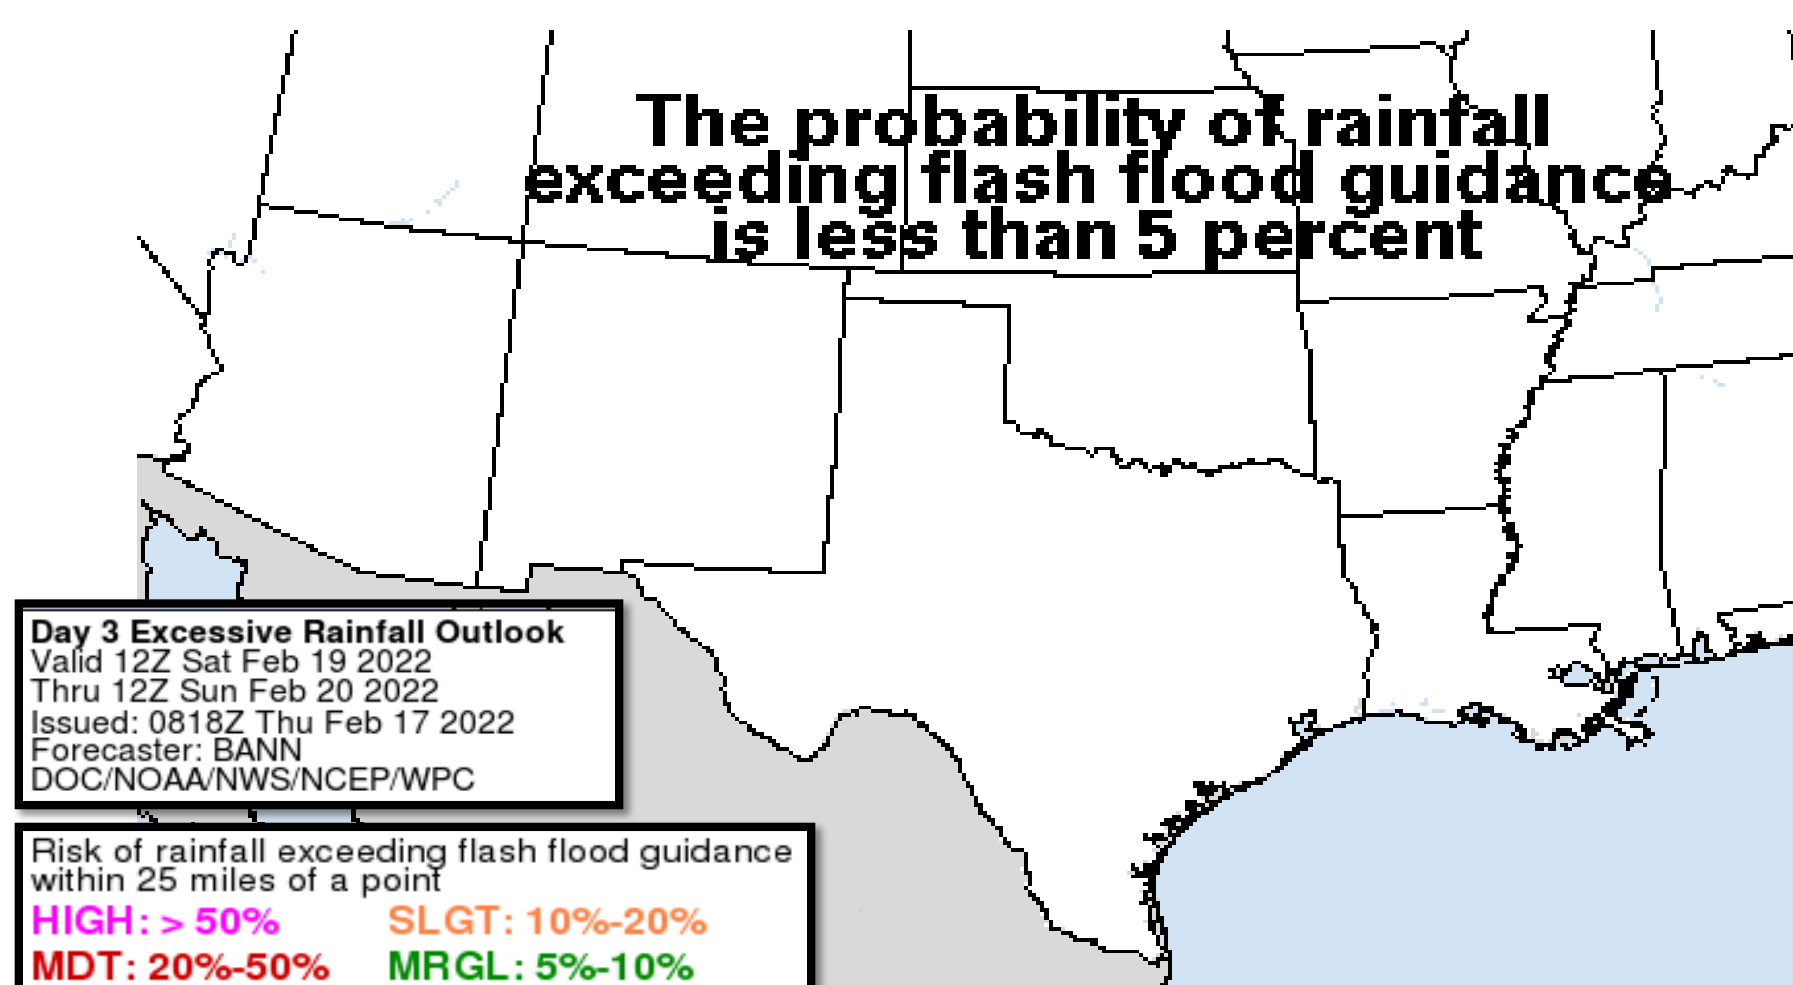 The probability of rainfall
exceeding flash flood guidance
is less than 5 percent
Day 3 Excessive Rainfall Outlook
Valid 12Z Sat Feb 19 2022
Thru 12Z Sun Feb 20 2022
Issued: 0818Z Thu Feb 17 2022
Forecaster: BANN
DOC/NOAA/NWS/NCEP/WPC
Risk of rainfall exceeding flash flood guidance
within 25 miles of a point
HIGH: > 50% SLGT: 10%-20%
MDT: 20%-50% MRGL: 5%-10%